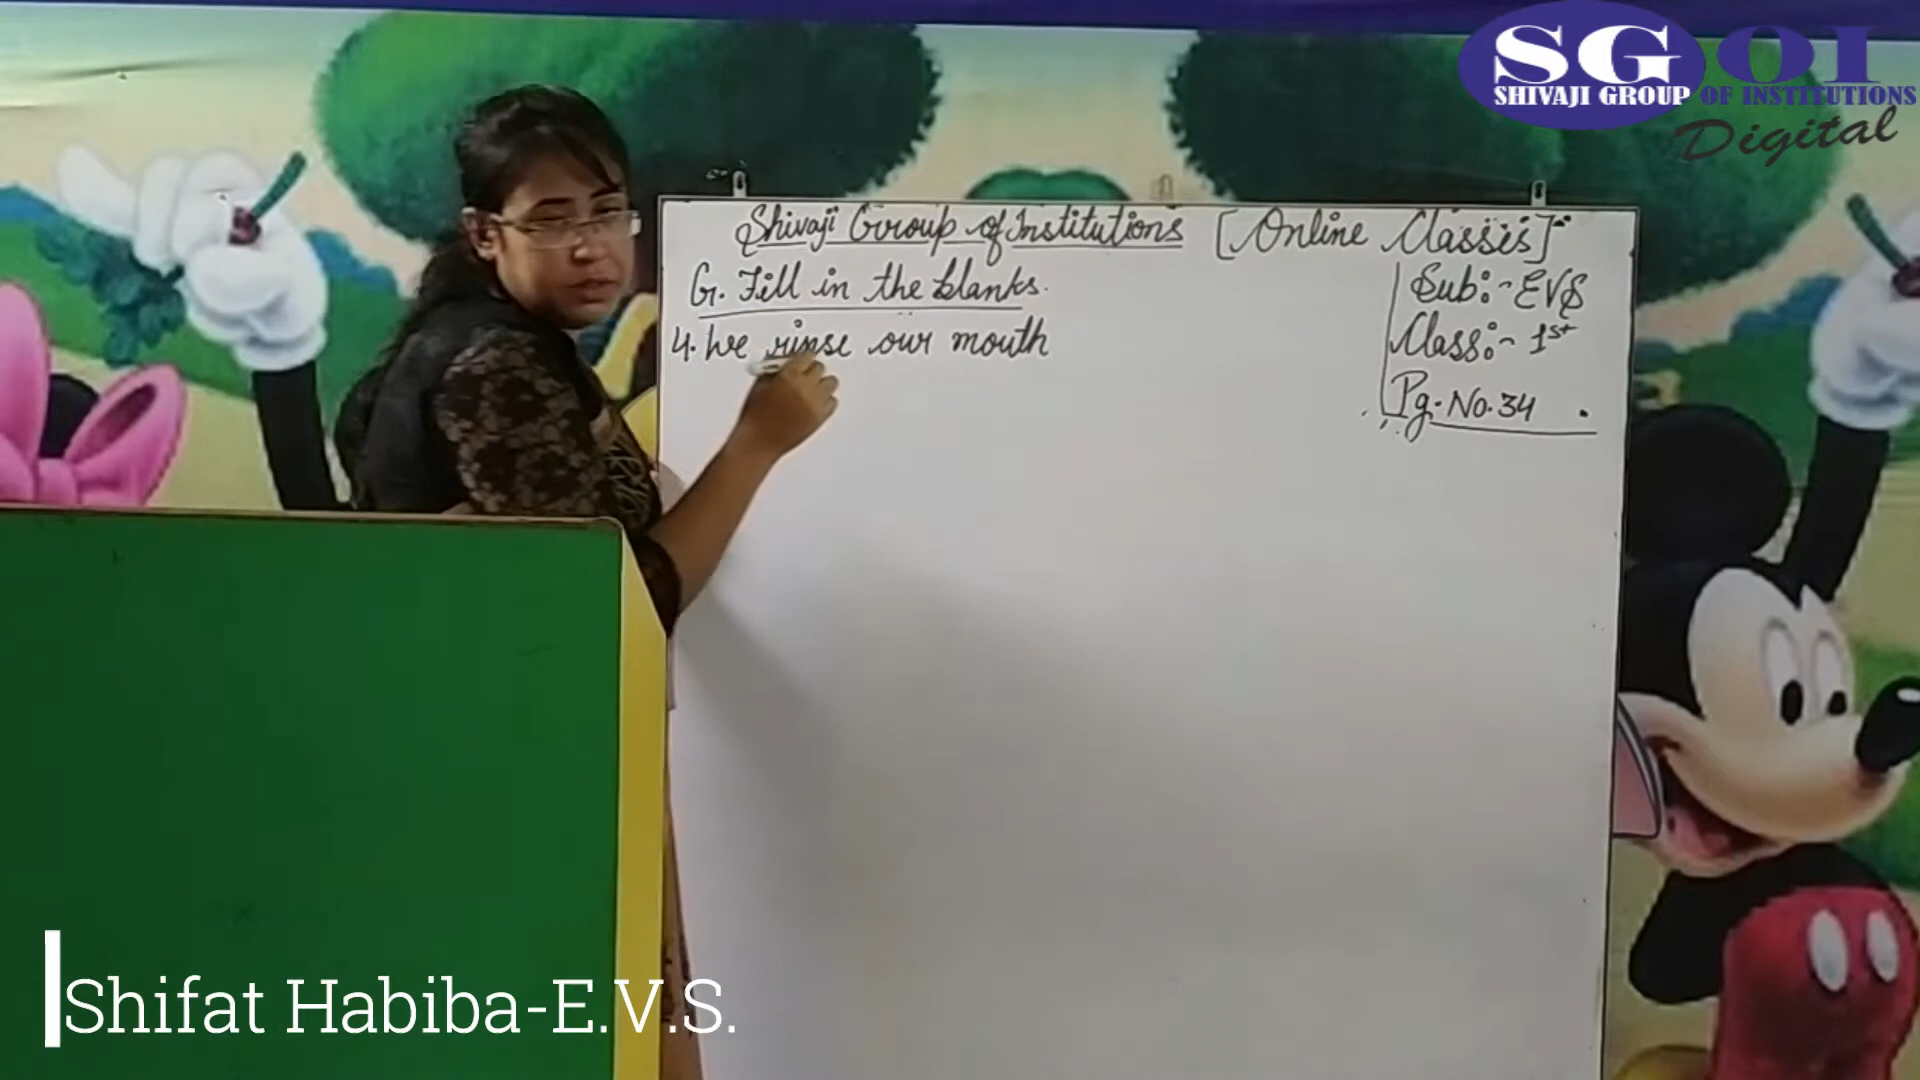 SGOI
SHIVAJI GROUP OF INSTITUTIONS
Digital
Shivaji Group of Institutions [Online Classes]
G. Fill in the blanks.
Sub:- EVS
4. We rinse our mouth
Class:- 1st
Pg. No. 34
Shifat Habiba-E.V.S.